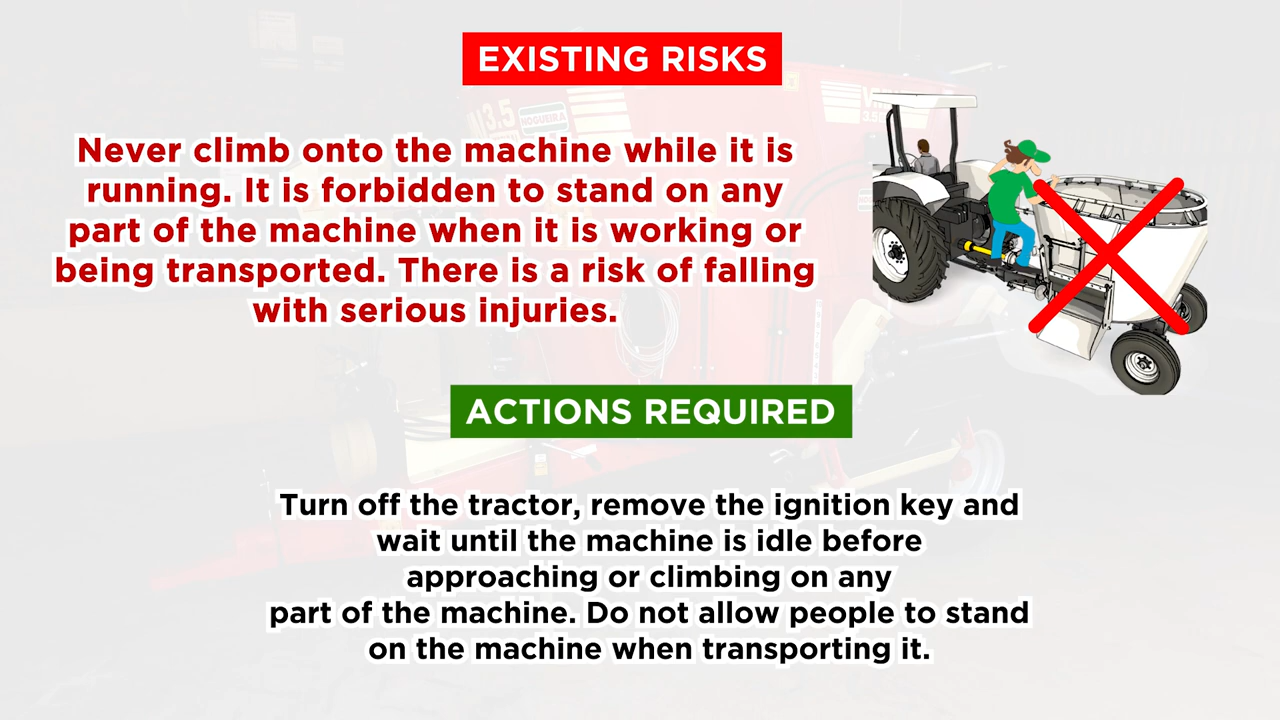 EXISTING RISKS
Never climb onto the machine while it is
running. It is forbidden to stand on any
part of the machine when it is working or
being transported. There is a risk of falling
with serious injuries.
ACTIONS REQUIRED
Turn off the tractor, remove the ignition key and
wait until the machine is idle before
approaching or climbing on any
part of the machine. Do not allow people to stand
on the machine when transporting it.
3.5
NOGUEIRA